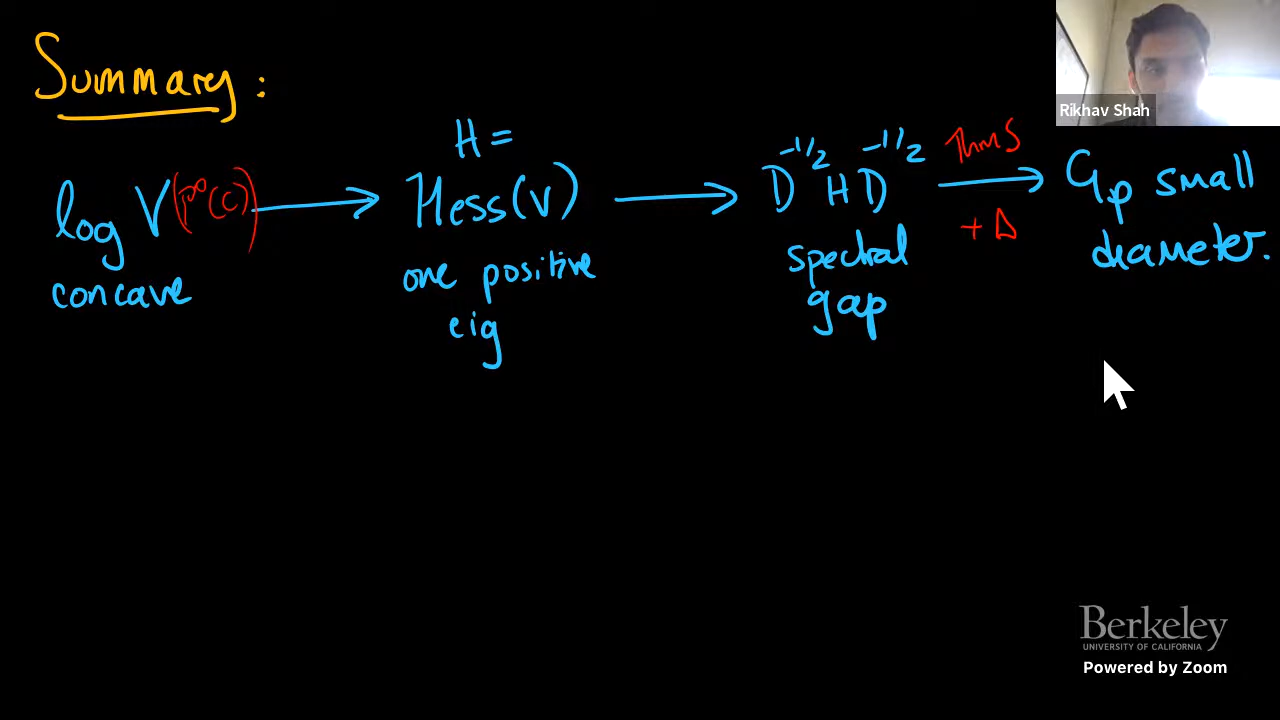 Summary:
Rikhav Shah
log V(P°(c))
concave
H =
Hess(v)
one positive
eig
D^{-1/2} H D^{-1/2}
spectral
gap
Thm S
+ Δ
G_p small
diameter.
Berkeley
UNIVERSITY OF CALIFORNIA
Powered by Zoom